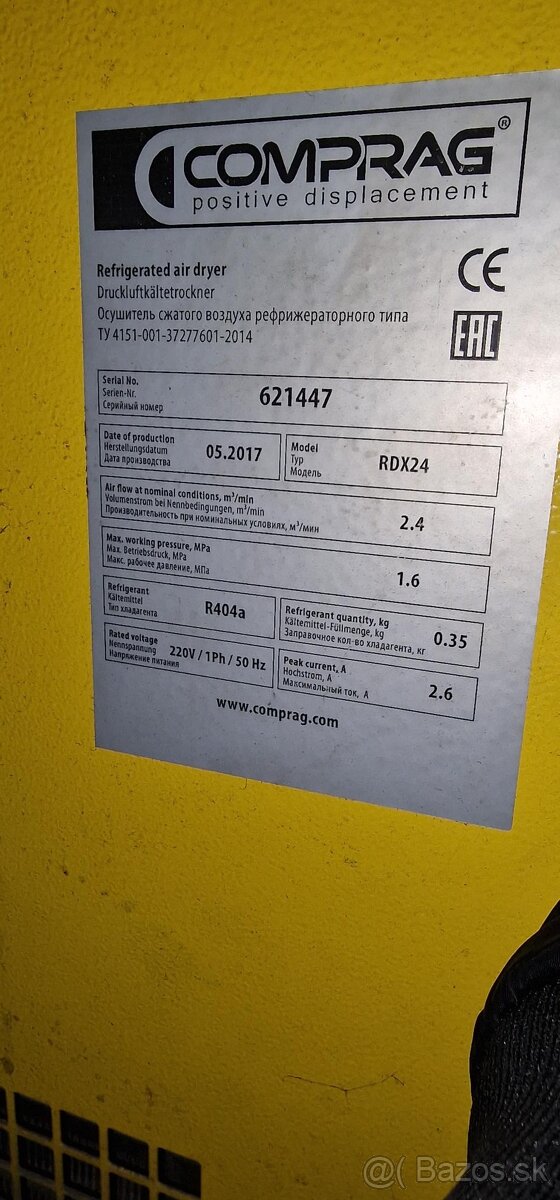 COMPRAG®
positive displacement
Refrigerated air dryer
Druckluftkältetrockner
Осушитель сжатого воздуха рефрижераторного типа
ТУ 4151-001-37277601-2014
CE
EAC
Serial No.
Serien-Nr.
Серийный номер
621447
Date of production
Herstellungsdatum
Дата производства
05.2017
Model
Typ
Модель
RDX24
Air flow at nominal conditions, m³/min
Volumenstrom bei Nennbedingungen, m³/min
Производительность при номинальных условиях, м³/мин
2.4
Max. working pressure, MPa
Max. Betriebsdruck, MPa
Макс. рабочее давление, МПа
1.6
Refrigerant
Kältemittel
Тип хладагента
R404a
Refrigerant quantity, kg
Kältemittel-Füllmenge, kg
Заправочное кол-во хладагента, кг
0.35
Rated voltage
Nennspannung
Напряжение питания
220V / 1Ph / 50 Hz
Peak current, A
Hochstrom, A
Максимальный ток, А
2.6
www.comprag.com
@( Bazos.sk